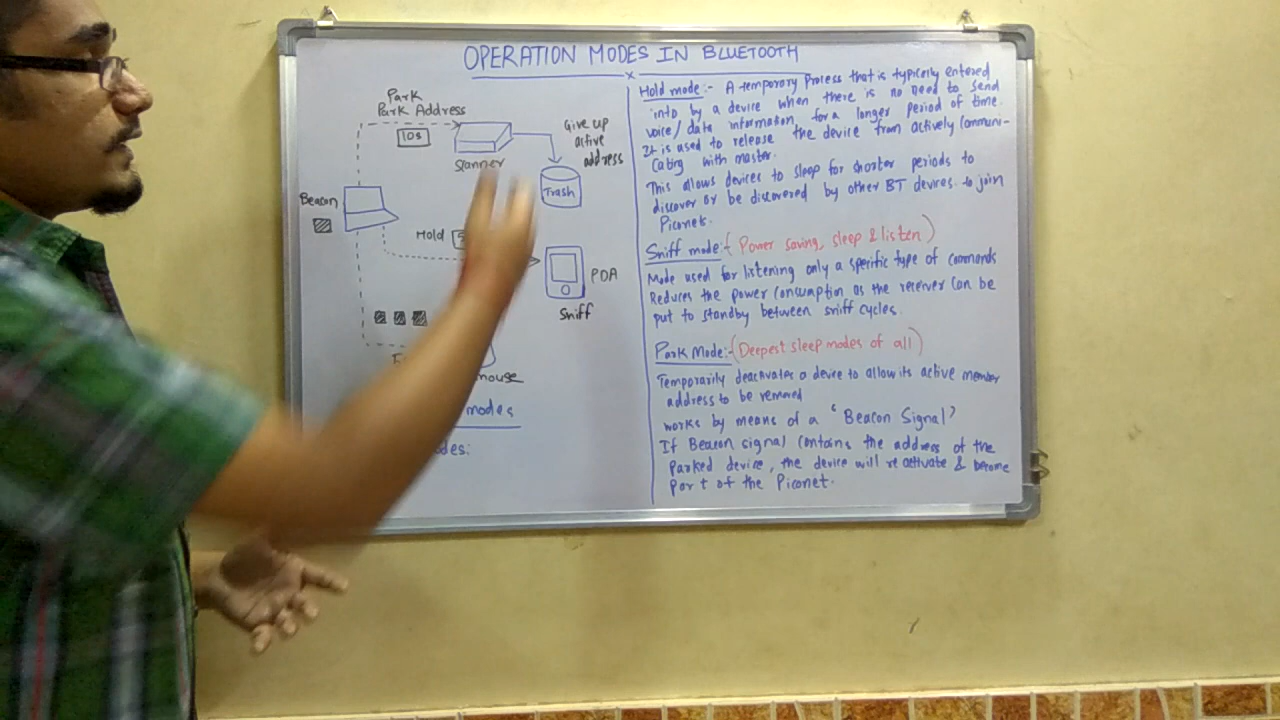 OPERATION MODES IN BLUETOOTH
Park
Park Address
10s
Scanner
Give up
active
address
Trash
Beacon
Hold
PDA
Sniff
mouse
modes
Hold mode:- A temporary Process that is typically entered
into by a device when there is no need to send
voice/data information for a longer period of time.
It is used to release the device from actively Communi-
cating with master.
This allows devices to sleep for shorter periods to
discover or be discovered by other BT devices to join
Piconets.
Sniff mode:- (Power saving, sleep & listen)
Mode used for listening only a specific type of commands
Reduces the power consumption as the reserver can be
put to standby between sniff cycles.
Park Mode:- (Deepest sleep modes of all)
Temporarily deactivates a device to allow its active member
address to be removed
works by means of a 'Beacon Signal'
If Beacon signal contains the address of the
Parked device, the device will re activate & become
part of the Piconet.